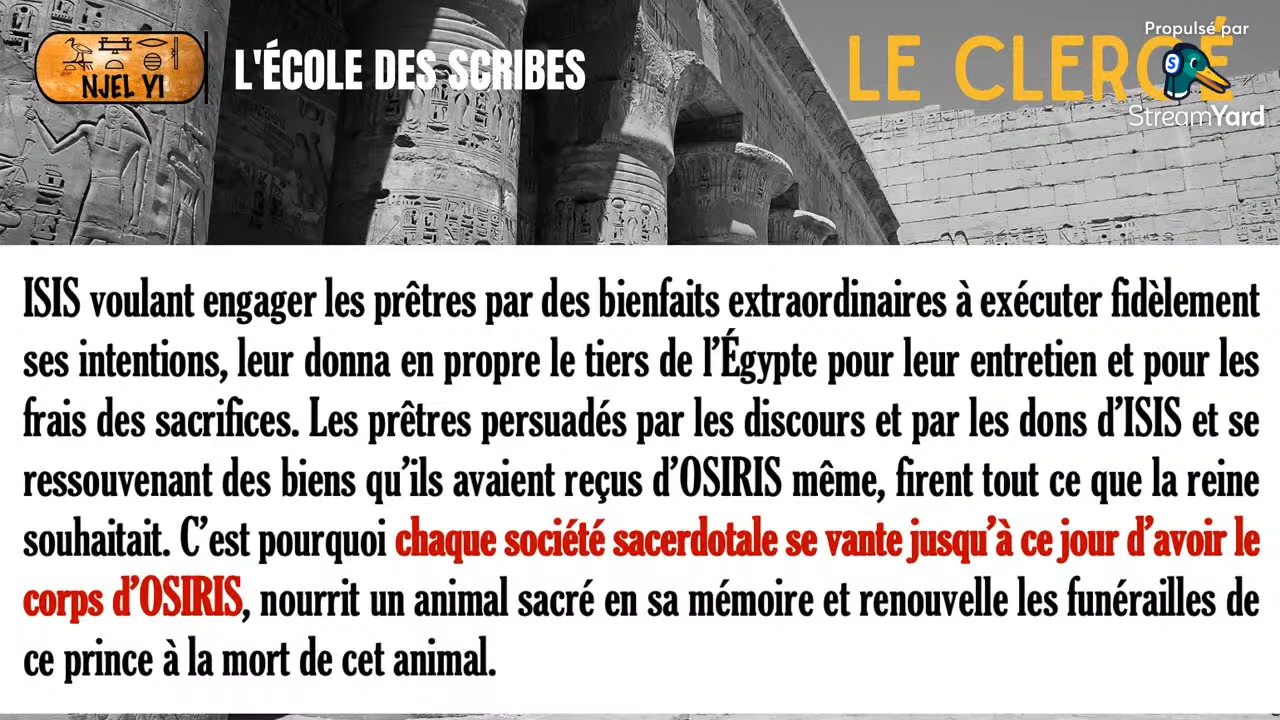 NJEL YI
L'ÉCOLE DES SCRIBES
LE CLERGÉ
Propulsé par
StreamYard
ISIS voulant engager les prêtres par des bienfaits extraordinaires à exécuter fidèlement
ses intentions, leur donna en propre le tiers de l’Égypte pour leur entretien et pour les
frais des sacrifices. Les prêtres persuadés par les discours et par les dons d’ISIS et se
ressouvenant des biens qu’ils avaient reçus d’OSIRIS même, firent tout ce que la reine
souhaitait. C’est pourquoi chaque société sacerdotale se vante jusqu’à ce jour d’avoir le
corps d’OSIRIS, nourrit un animal sacré en sa mémoire et renouvelle les funérailles de
ce prince à la mort de cet animal.